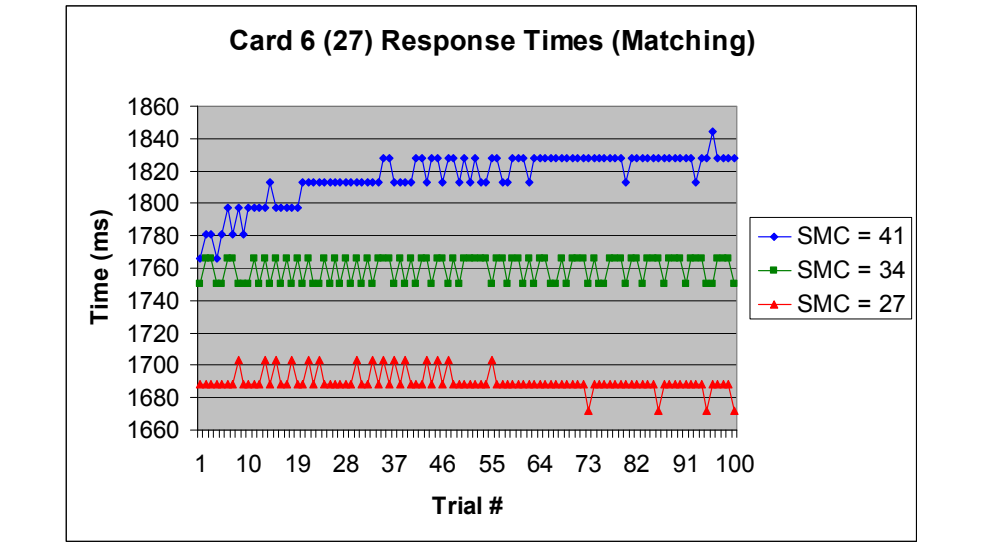 Card 6 (27) Response Times (Matching)
1860
1840
1820
1800
1780
1760
1740
1720
1700
1680
1660
Time (ms)
1 10 19 28 37 46 55 64 73 82 91 100
Trial #
SMC = 41
SMC = 34
SMC = 27